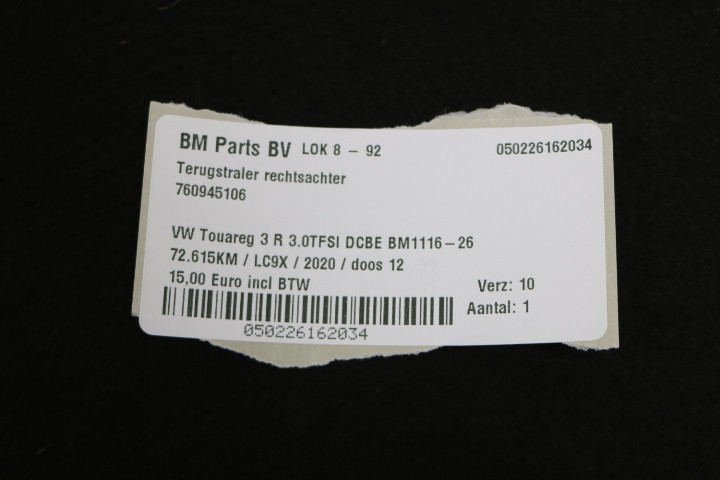 BM Parts BV LOK 8 - 92 050226162034
Terugstraler rechtsachter
760945106
VW Touareg 3 R 3.0TFSI DCBE BM1116-26
72.615KM / LC9X / 2020 / doos 12
15,00 Euro incl BTW Verz: 10
Aantal: 1
050226162034